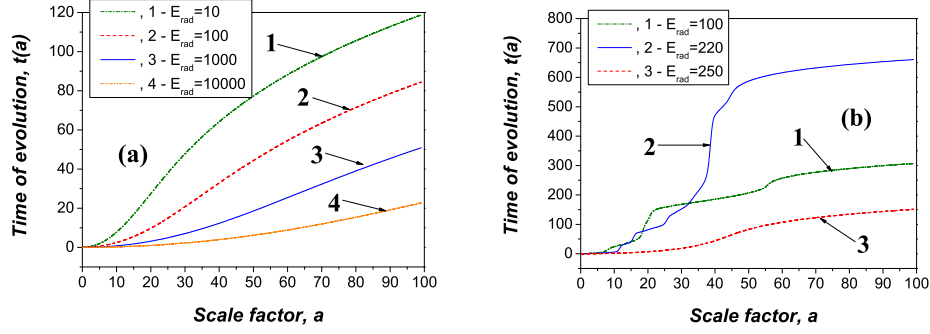 , 1 - E_rad=10
, 2 - E_rad=100
, 3 - E_rad=1000
, 4 - E_rad=10000
Time of evolution, t(a)
120
100
80
60
40
20
0
(a)
1
2
3
4
0 10 20 30 40 50 60 70 80 90 100
Scale factor, a
, 1 - E_rad=100
, 2 - E_rad=220
, 3 - E_rad=250
Time of evolution, t(a)
800
700
600
500
400
300
200
100
0
(b)
2
1
3
0 10 20 30 40 50 60 70 80 90 100
Scale factor, a